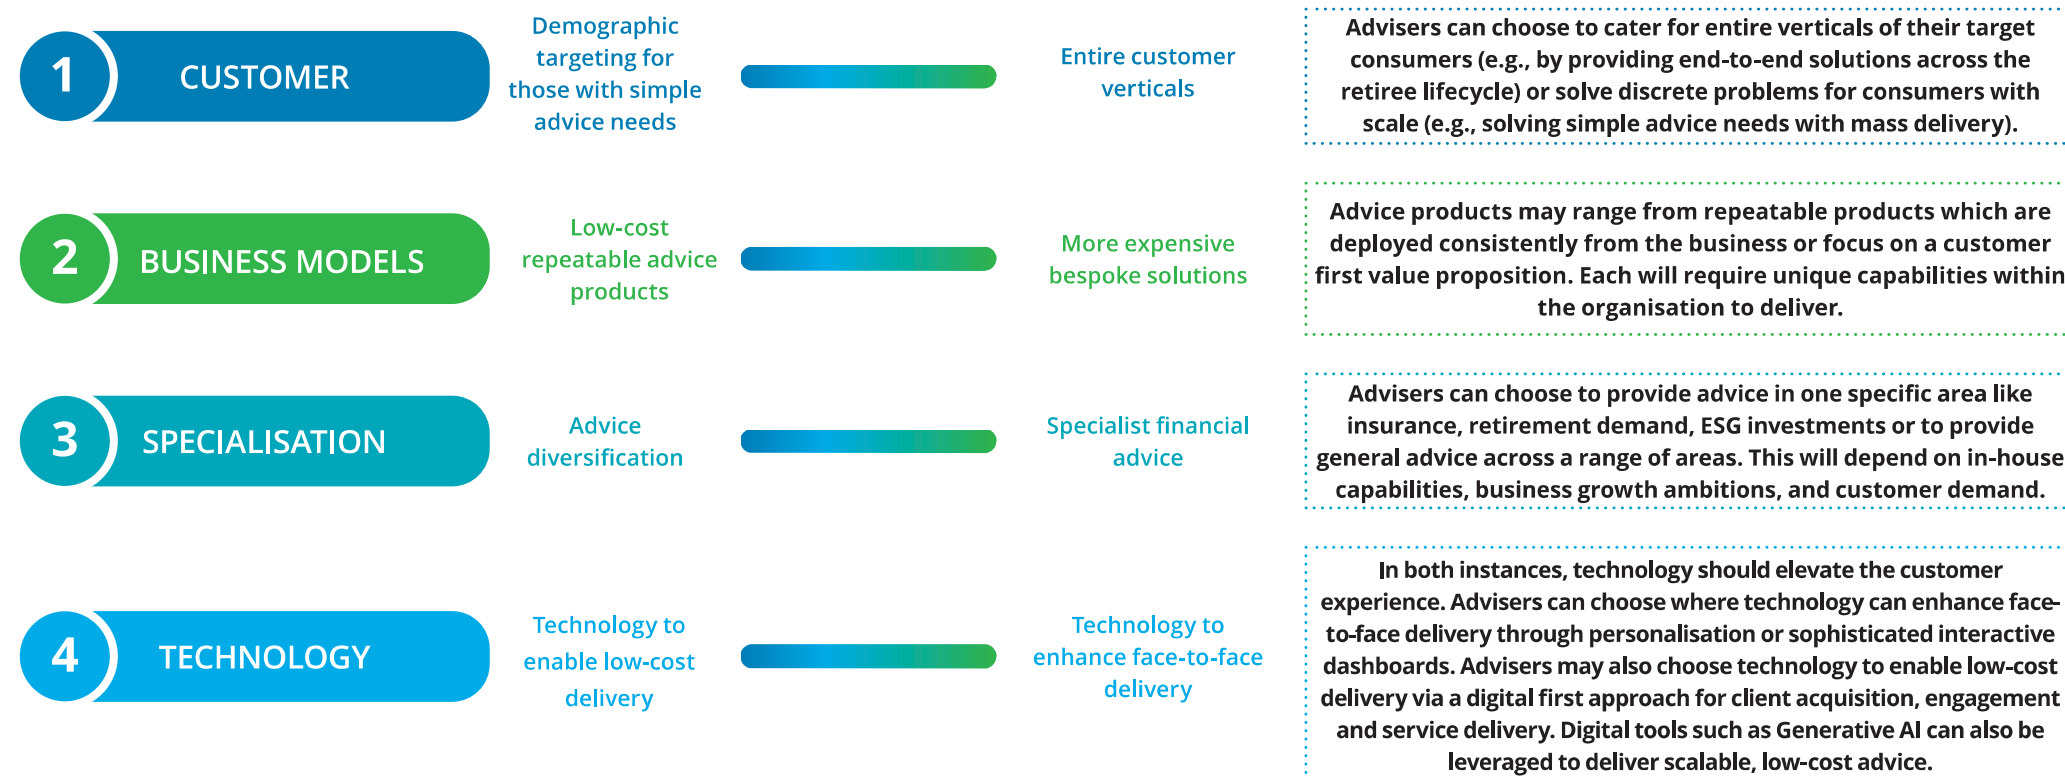 1
CUSTOMER
Demographic
targeting for
those with simple
advice needs
Entire customer
verticals
Advisers can choose to cater for entire verticals of their target
consumers (e.g., by providing end-to-end solutions across the
retiree lifecycle) or solve discrete problems for consumers with
scale (e.g., solving simple advice needs with mass delivery).
2
BUSINESS MODELS
Low-cost
repeatable advice
products
More expensive
bespoke solutions
Advice products may range from repeatable products which are
deployed consistently from the business or focus on a customer
first value proposition. Each will require unique capabilities within
the organisation to deliver.
3
SPECIALISATION
Advice
diversification
Specialist financial
advice
Advisers can choose to provide advice in one specific area like
insurance, retirement demand, ESG investments or to provide
general advice across a range of areas. This will depend on in-house
capabilities, business growth ambitions, and customer demand.
4
TECHNOLOGY
Technology to
enable low-cost
delivery
Technology to
enhance face-to-face
delivery
In both instances, technology should elevate the customer
experience. Advisers can choose where technology can enhance face-
to-face delivery through personalisation or sophisticated interactive
dashboards. Advisers may also choose technology to enable low-cost
delivery via a digital first approach for client acquisition, engagement
and service delivery. Digital tools such as Generative AI can also be
leveraged to deliver scalable, low-cost advice.